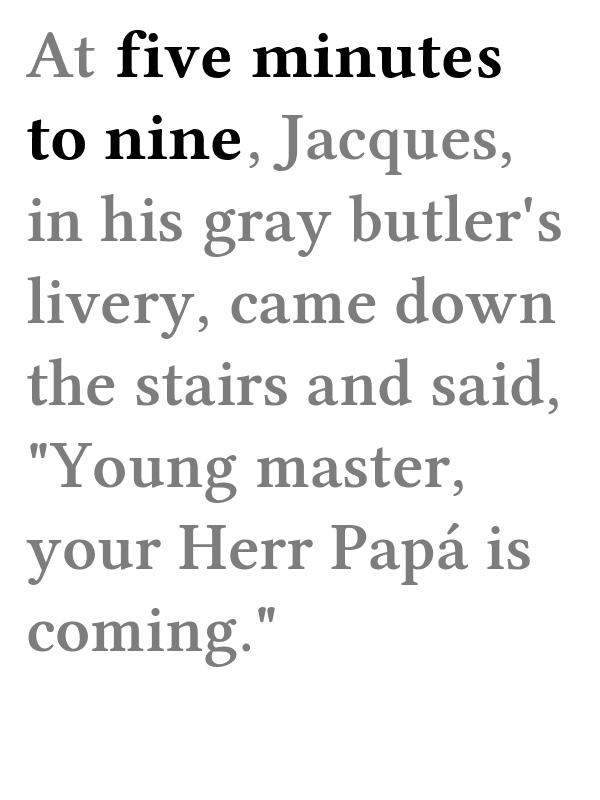 At five minutes
to nine, Jacques,
in his gray butler's
livery, came down
the stairs and said,
"Young master,
your Herr Papá is
coming."